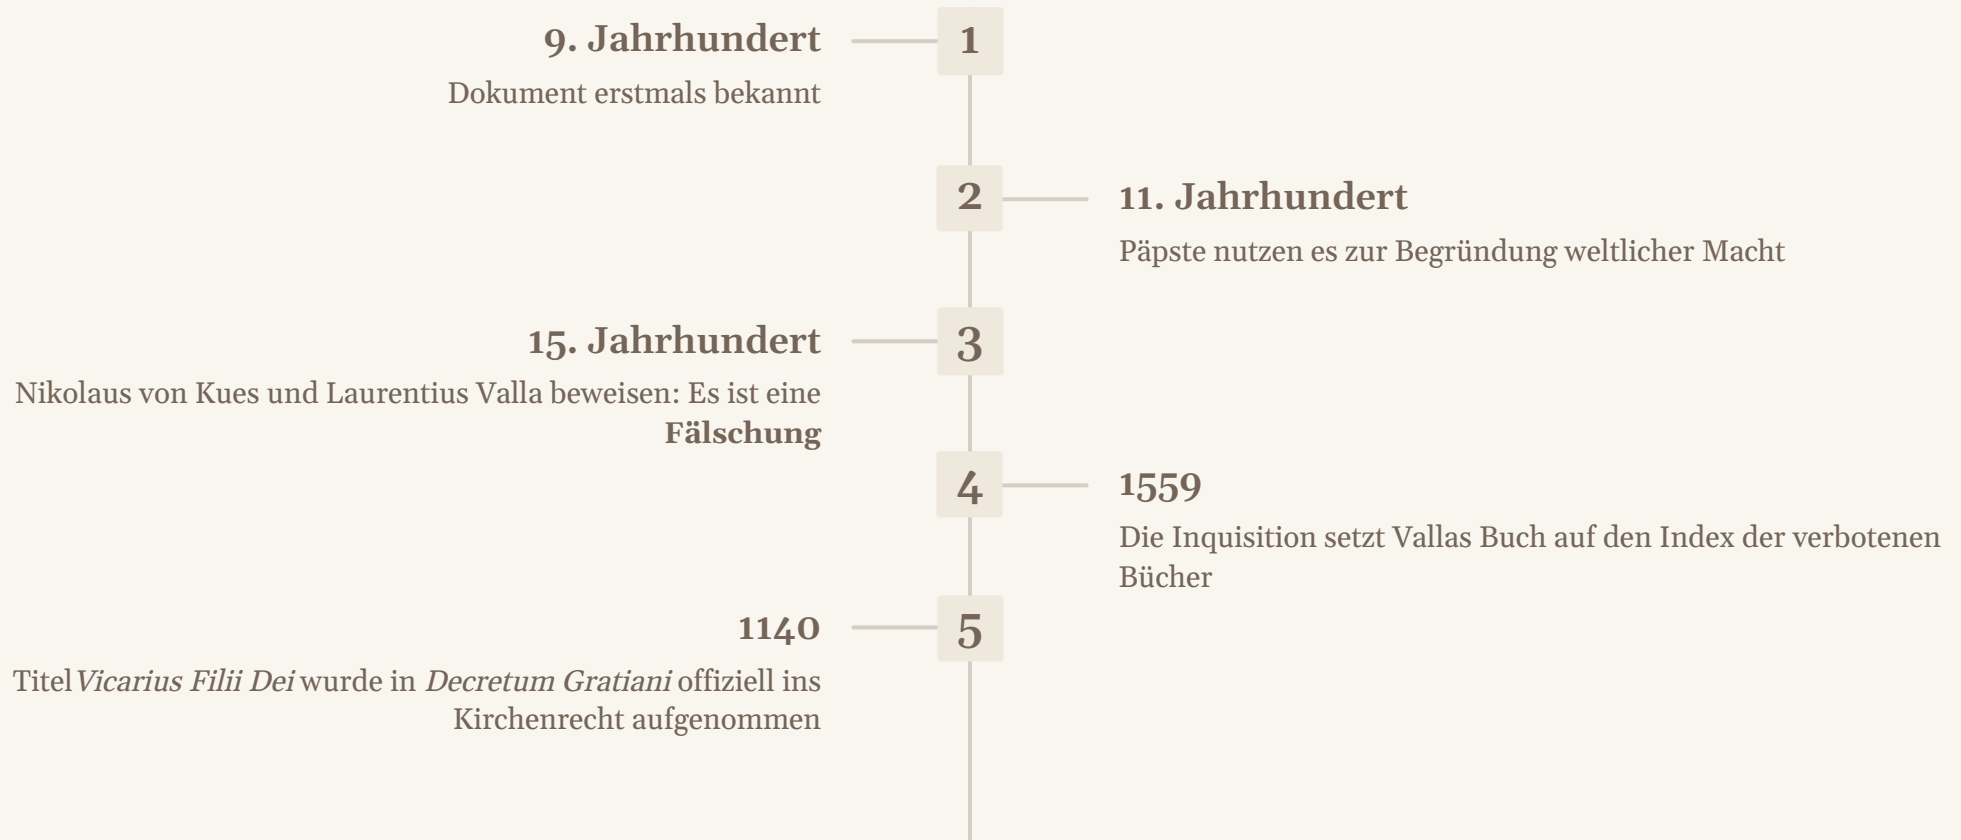 9. Jahrhundert
1
Dokument erstmals bekannt
2
11. Jahrhundert
Päpste nutzen es zur Begründung weltlicher Macht
15. Jahrhundert
3
Nikolaus von Kues und Laurentius Valla beweisen: Es ist eine
Fälschung
4
1559
Die Inquisition setzt Vallas Buch auf den Index der verbotenen
Bücher
1140
5
Titel Vicarius Filii Dei wurde in Decretum Gratiani offiziell ins
Kirchenrecht aufgenommen